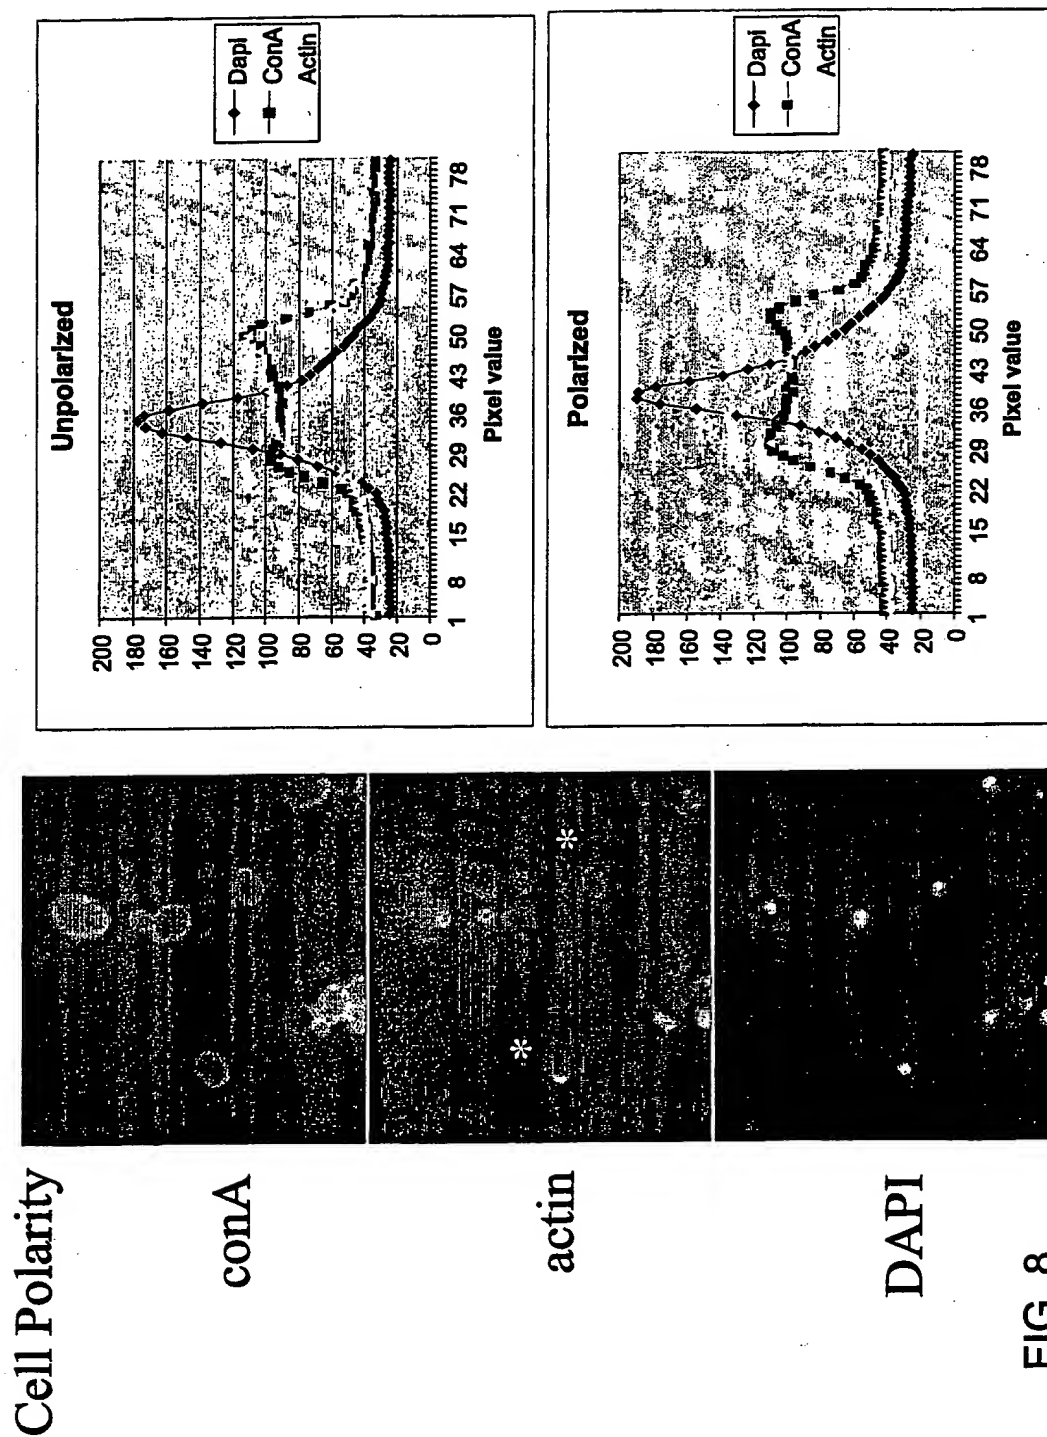 Cell Polarity
conA
actin
DAPI
*
*
Unpolarized
200
180
160
140
120
100
80
60
40
20
0
1 8 15 22 29 36 43 50 57 64 71 78
Pixel value
Dapi
ConA
Actin
Polarized
200
180
160
140
120
100
80
60
40
20
0
1 8 15 22 29 36 43 50 57 64 71 78
Pixel value
Dapi
ConA
Actin
FIG. 8